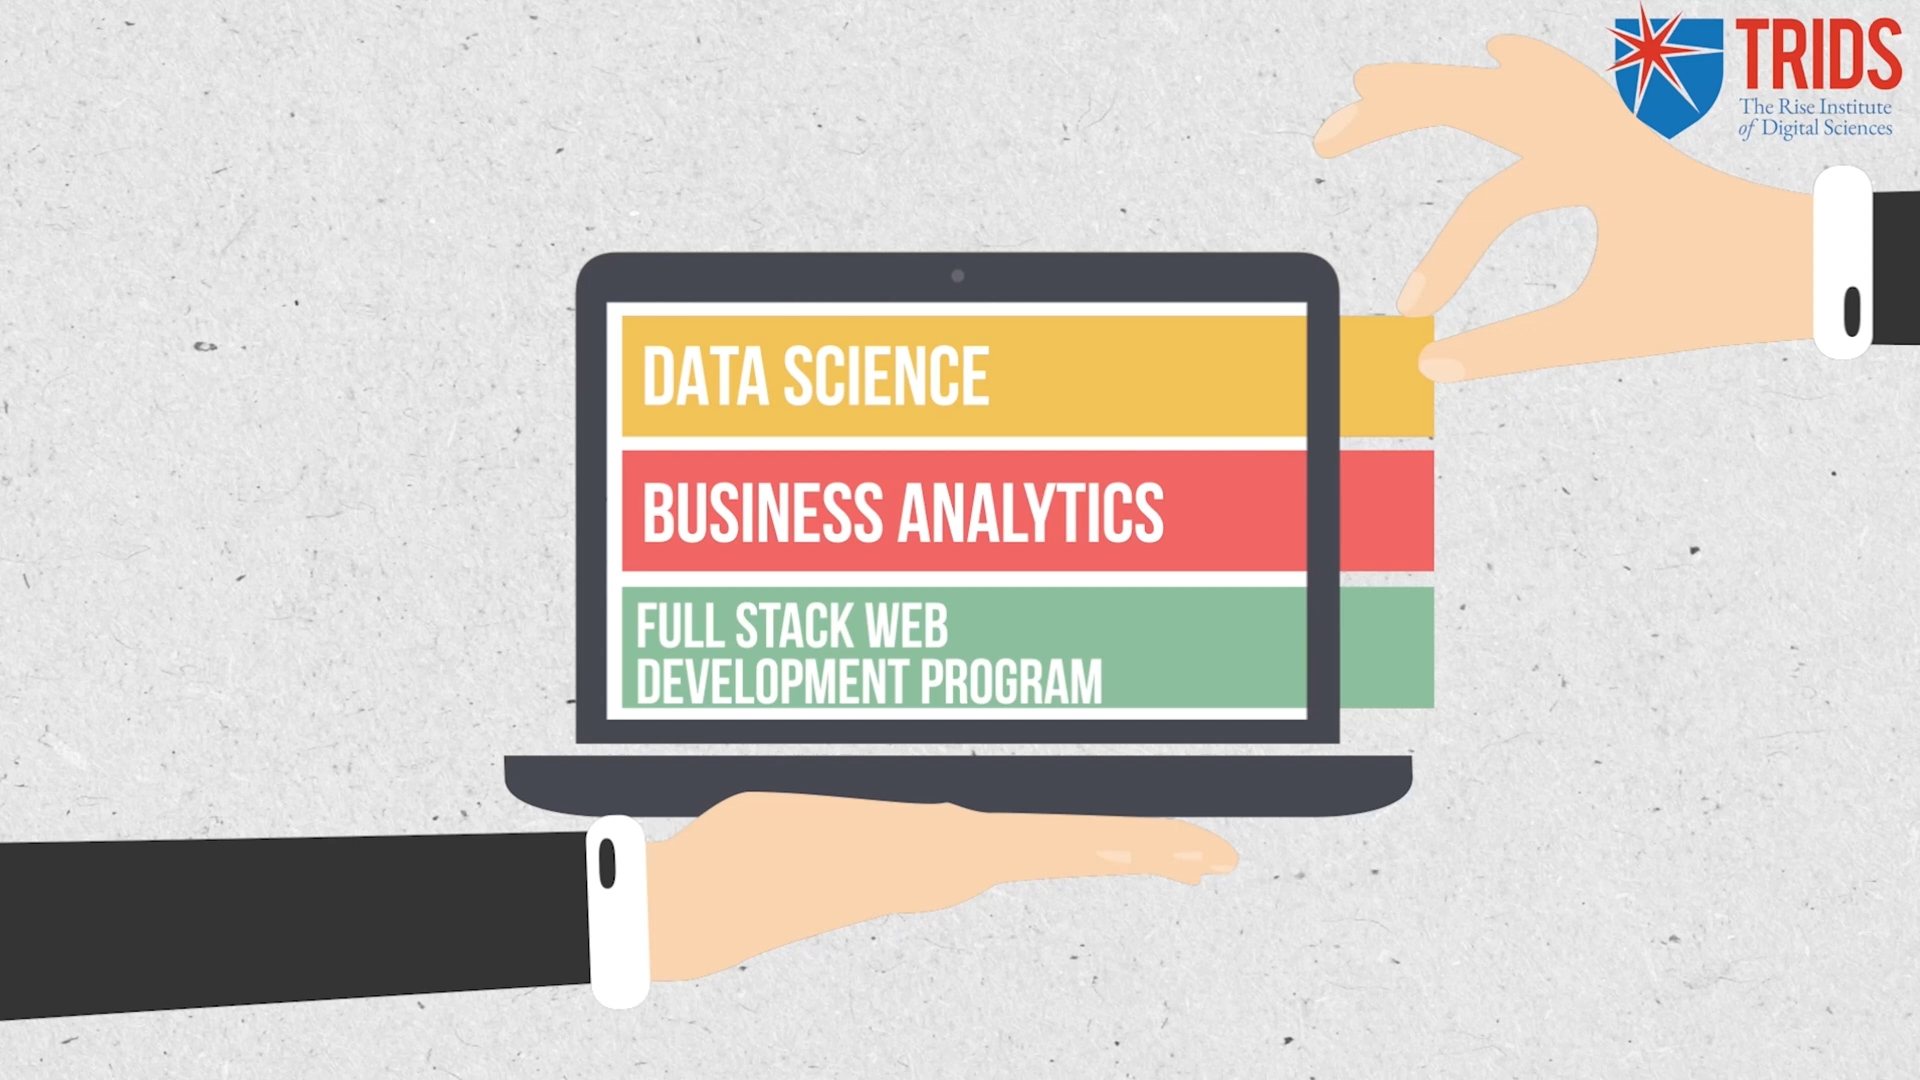 TRIDS
The Rise Institute
of Digital Sciences
DATA SCIENCE
BUSINESS ANALYTICS
FULL STACK WEB
DEVELOPMENT PROGRAM